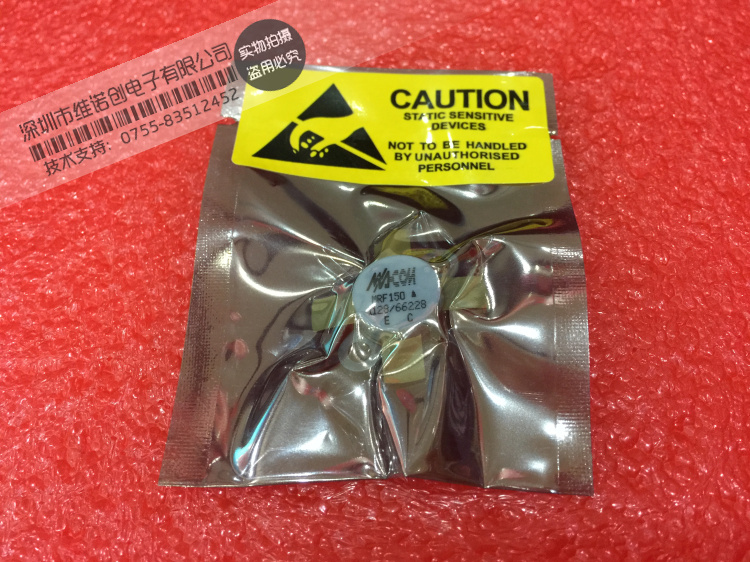 深圳市维诺创电子有限公司
技术支持：0755-83512452
实物拍摄
盗用必究
CAUTION
STATIC SENSITIVE
DEVICES
NOT TO BE HANDLED
BY UNAUTHORISED
PERSONNEL
MACOM
MRF150
Q28/66228
E C